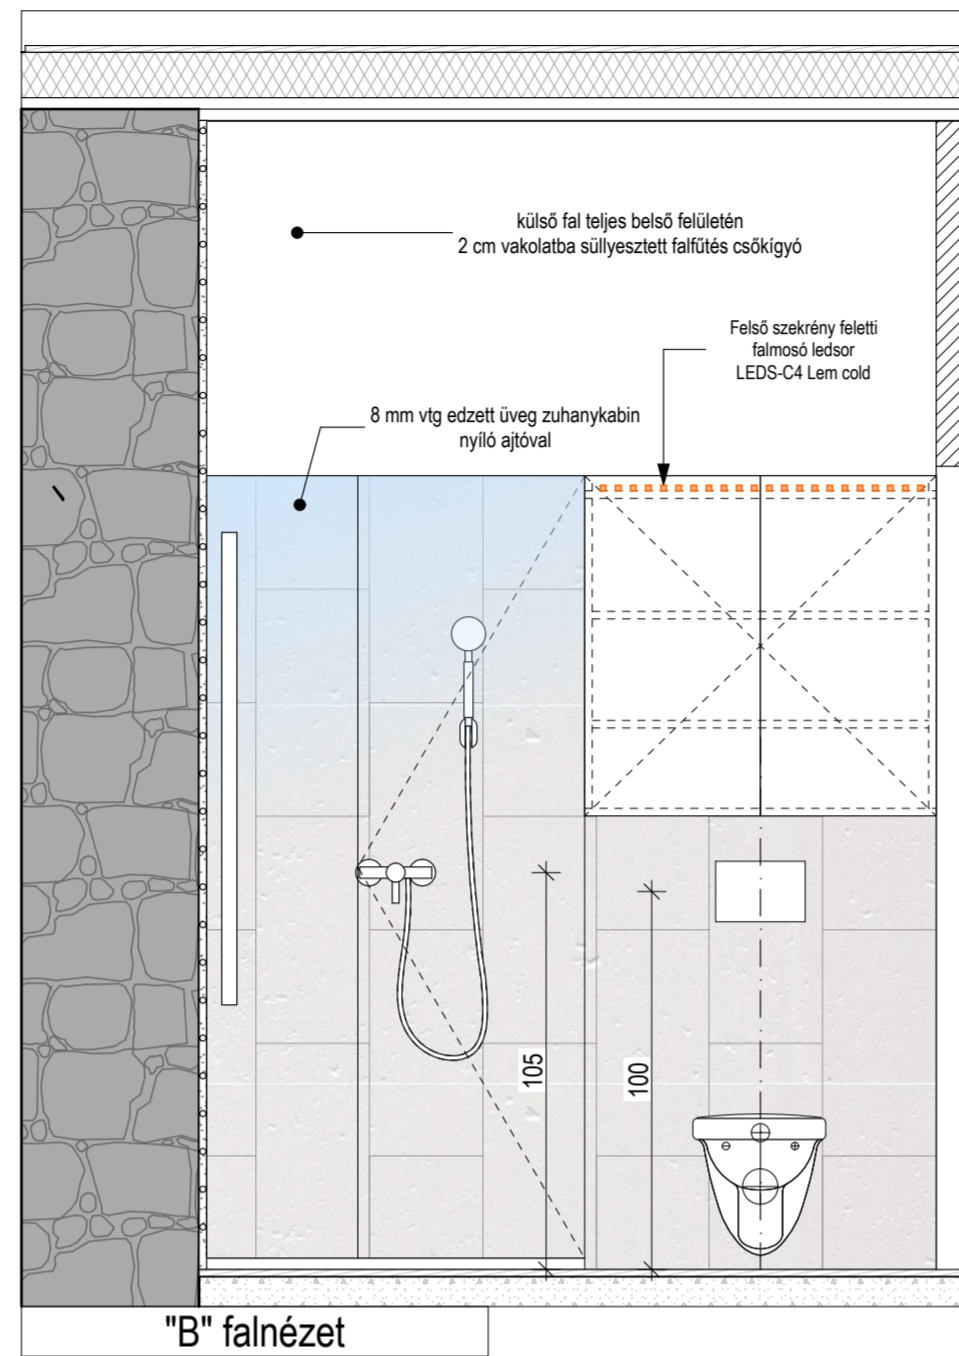 külső fal teljes belső felületén
2 cm vakolatba süllyesztett falfűtés csőkígyó
Felső szekrény feletti
falmosó ledsor
LEDS-C4 Lem cold
8 mm vtg edzett üveg zuhanykabin
nyíló ajtóval
105
100
"B" falnézet